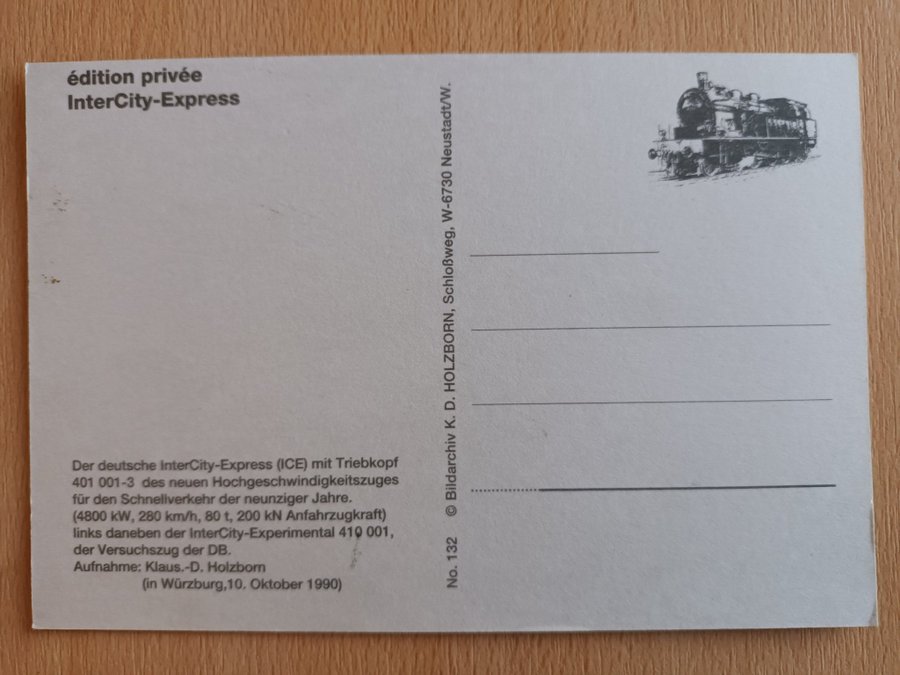 édition privée
InterCity-Express
Der deutsche InterCity-Express (ICE) mit Triebkopf
401 001-3 des neuen Hochgeschwindigkeitszuges
für den Schnellverkehr der neunziger Jahre.
(4800 kW, 280 km/h, 80 t, 200 kN Anfahrzugkraft)
links daneben der InterCity-Experimental 410 001,
der Versuchszug der DB.
Aufnahme: Klaus.-D. Holzborn
(in Würzburg,10. Oktober 1990)
No. 132 © Bildarchiv K. D. HOLZBORN, Schloßweg, W-6730 Neustadt/W.